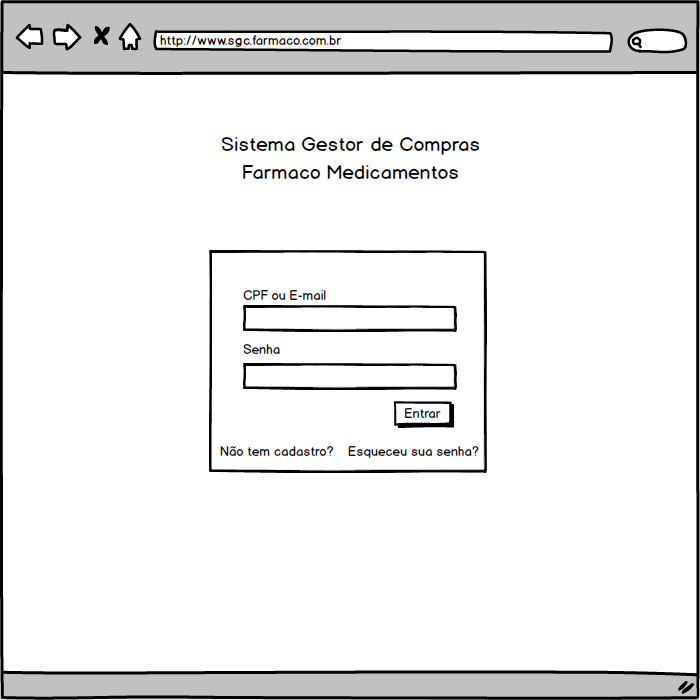 http://www.sgc.farmaco.com.br
Sistema Gestor de Compras
Farmaco Medicamentos
CPF ou E-mail
Senha
Entrar
Não tem cadastro? Esqueceu sua senha?